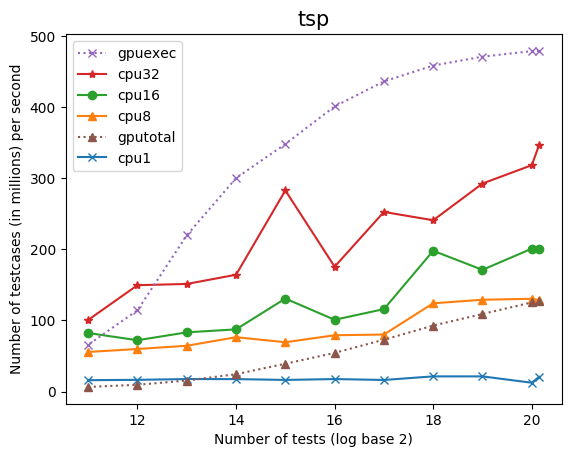 tsp
Number of testcases (in millions) per second
500
400
300
200
100
0
gpuexec
cpu32
cpu16
cpu8
gputotal
cpu1
12 14 16 18 20
Number of tests (log base 2)